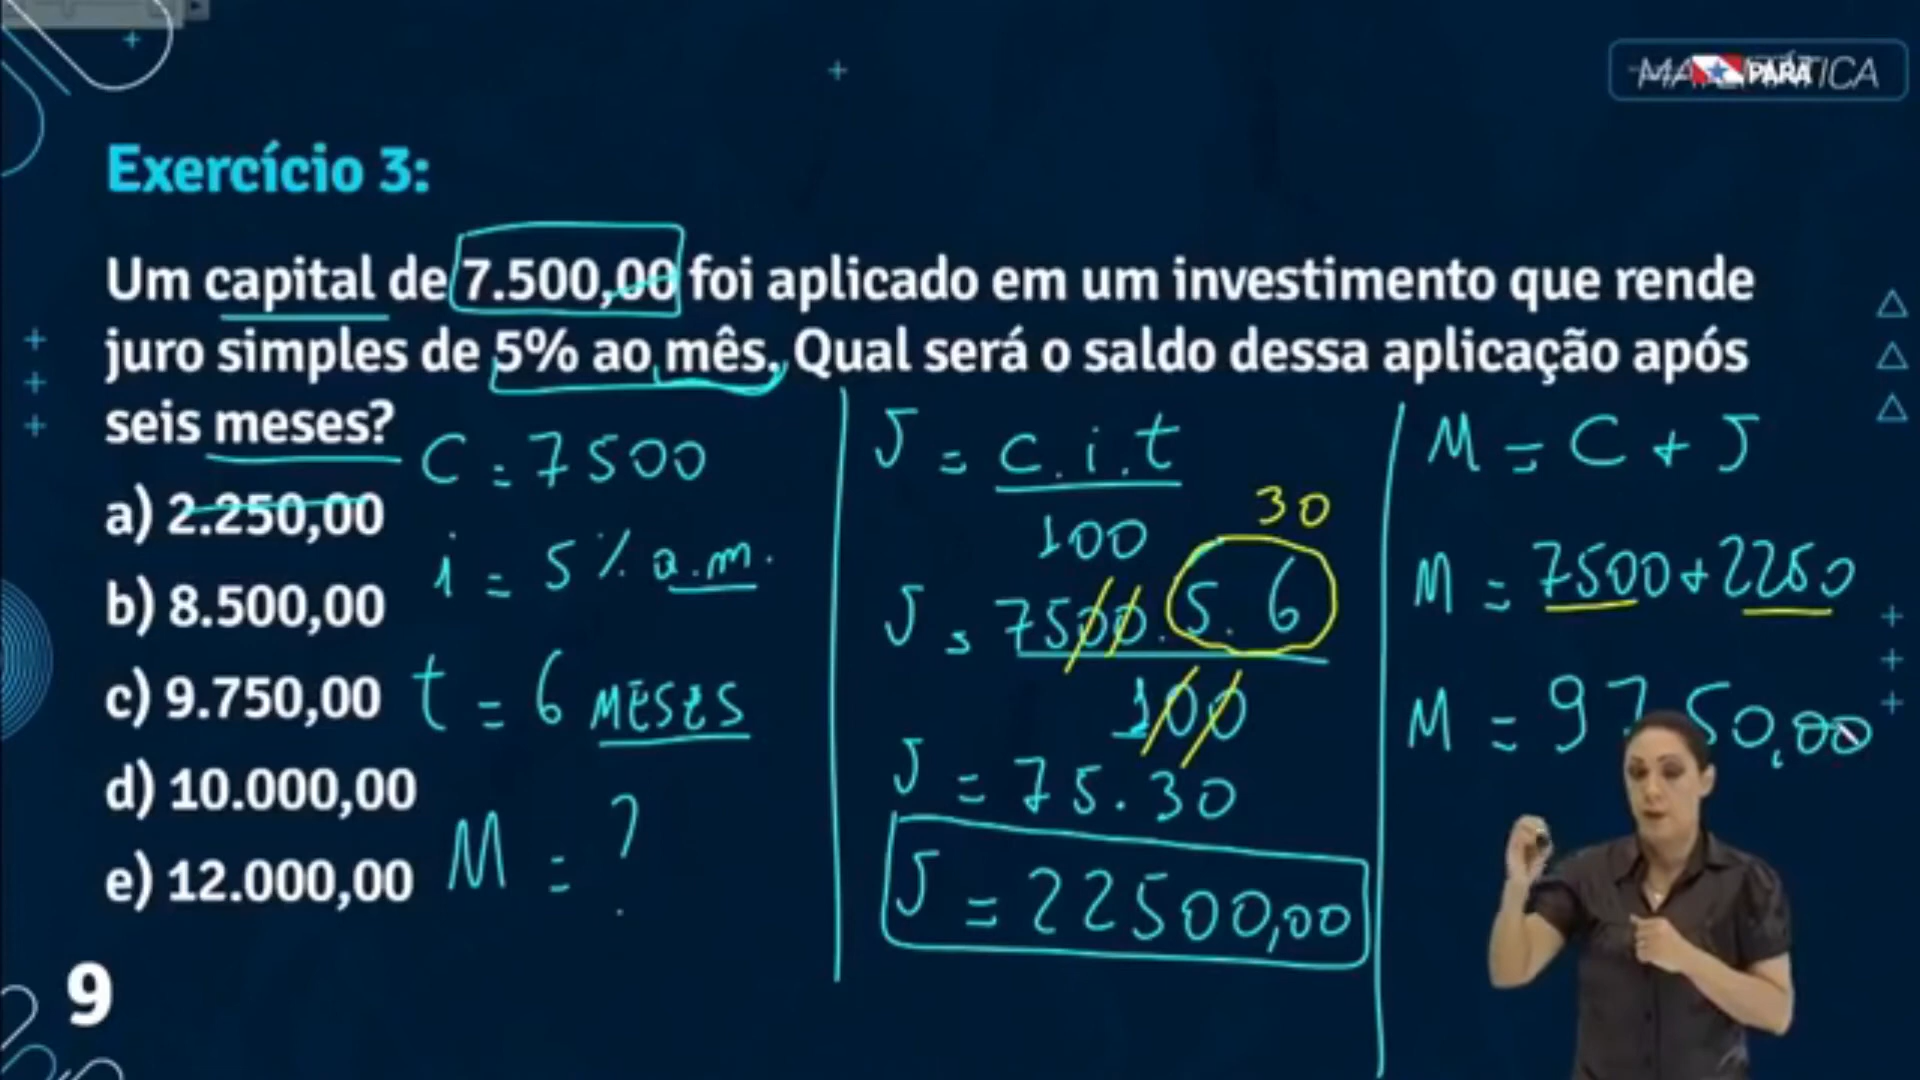 MATEMÁTICA
PARÁ
Exercício 3:
Um capital de 7.500,00 foi aplicado em um investimento que rende
juro simples de 5% ao mês. Qual será o saldo dessa aplicação após
seis meses?
a) 2.250,00
b) 8.500,00
c) 9.750,00
d) 10.000,00
e) 12.000,00
C = 7500
i = 5% a.m.
t = 6 MESES
M = ?
J = C.i.t
100
30
J = 7500.5.6
100
J = 75.30
J = 22500,00
M = C + J
M = 7500+2250
M = 9750,00
9